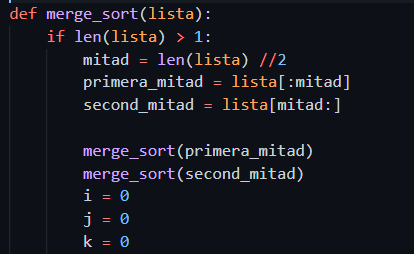 def merge_sort(lista):
    if len(lista) > 1:
        mitad = len(lista) //2
        primera_mitad = lista[:mitad]
        second_mitad = lista[mitad:]

        merge_sort(primera_mitad)
        merge_sort(second_mitad)
        i = 0
        j = 0
        k = 0